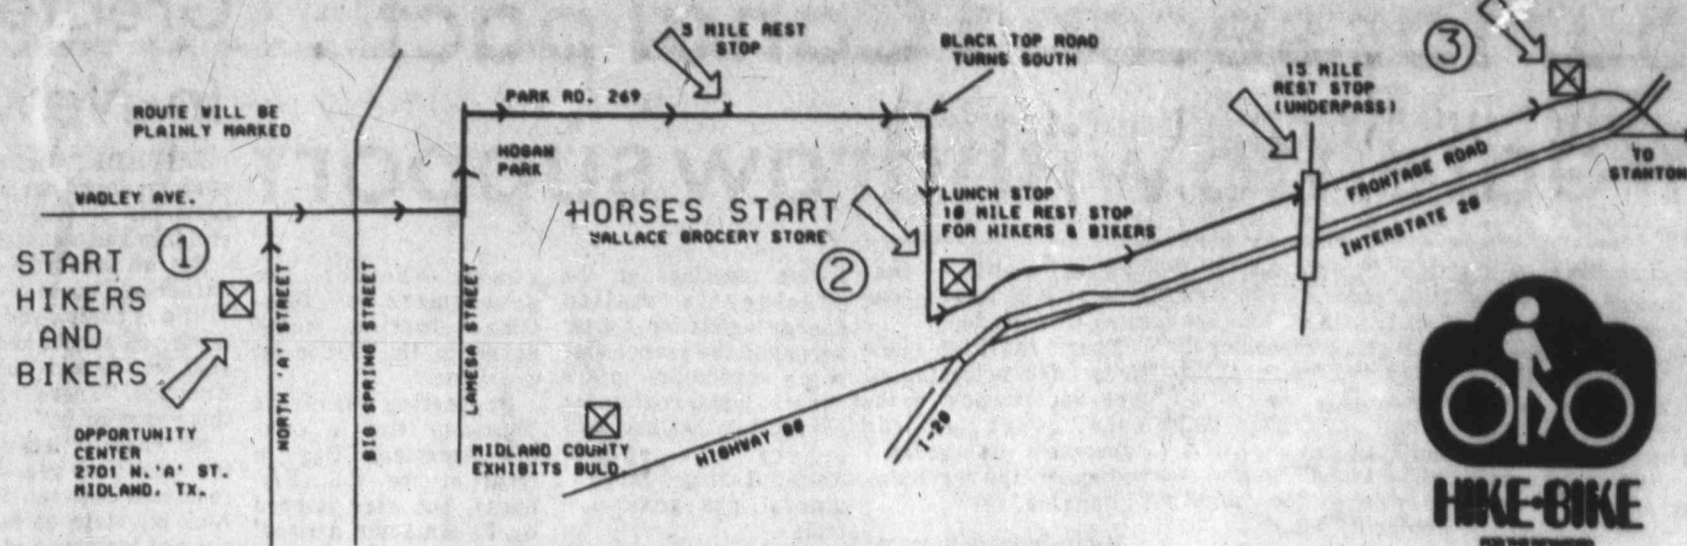 5 MILE REST
STOP
BLACK TOP ROAD
TURNS SOUTH
3
15 MILE
REST STOP
(UNDERPASS)
ROUTE WILL BE
PLAINLY MARKED
PARK RD. 269
HOGAN
PARK
WADLEY AVE.
1
START
HIKERS
AND
BIKERS
HORSES START
WALLACE GROCERY STORE
2
LUNCH STOP
10 MILE REST STOP
FOR HIKERS & BIKERS
FRONTAGE ROAD
INTERSTATE 20
TO
STANTON
NORTH 'A' STREET
BIG SPRING STREET
LAMESA STREET
OPPORTUNITY
CENTER
2701 N. 'A' ST.
MIDLAND, TX.
MIDLAND COUNTY
EXHIBITS BULD.
HIGHWAY 80
I-20
HIKE-BIKE